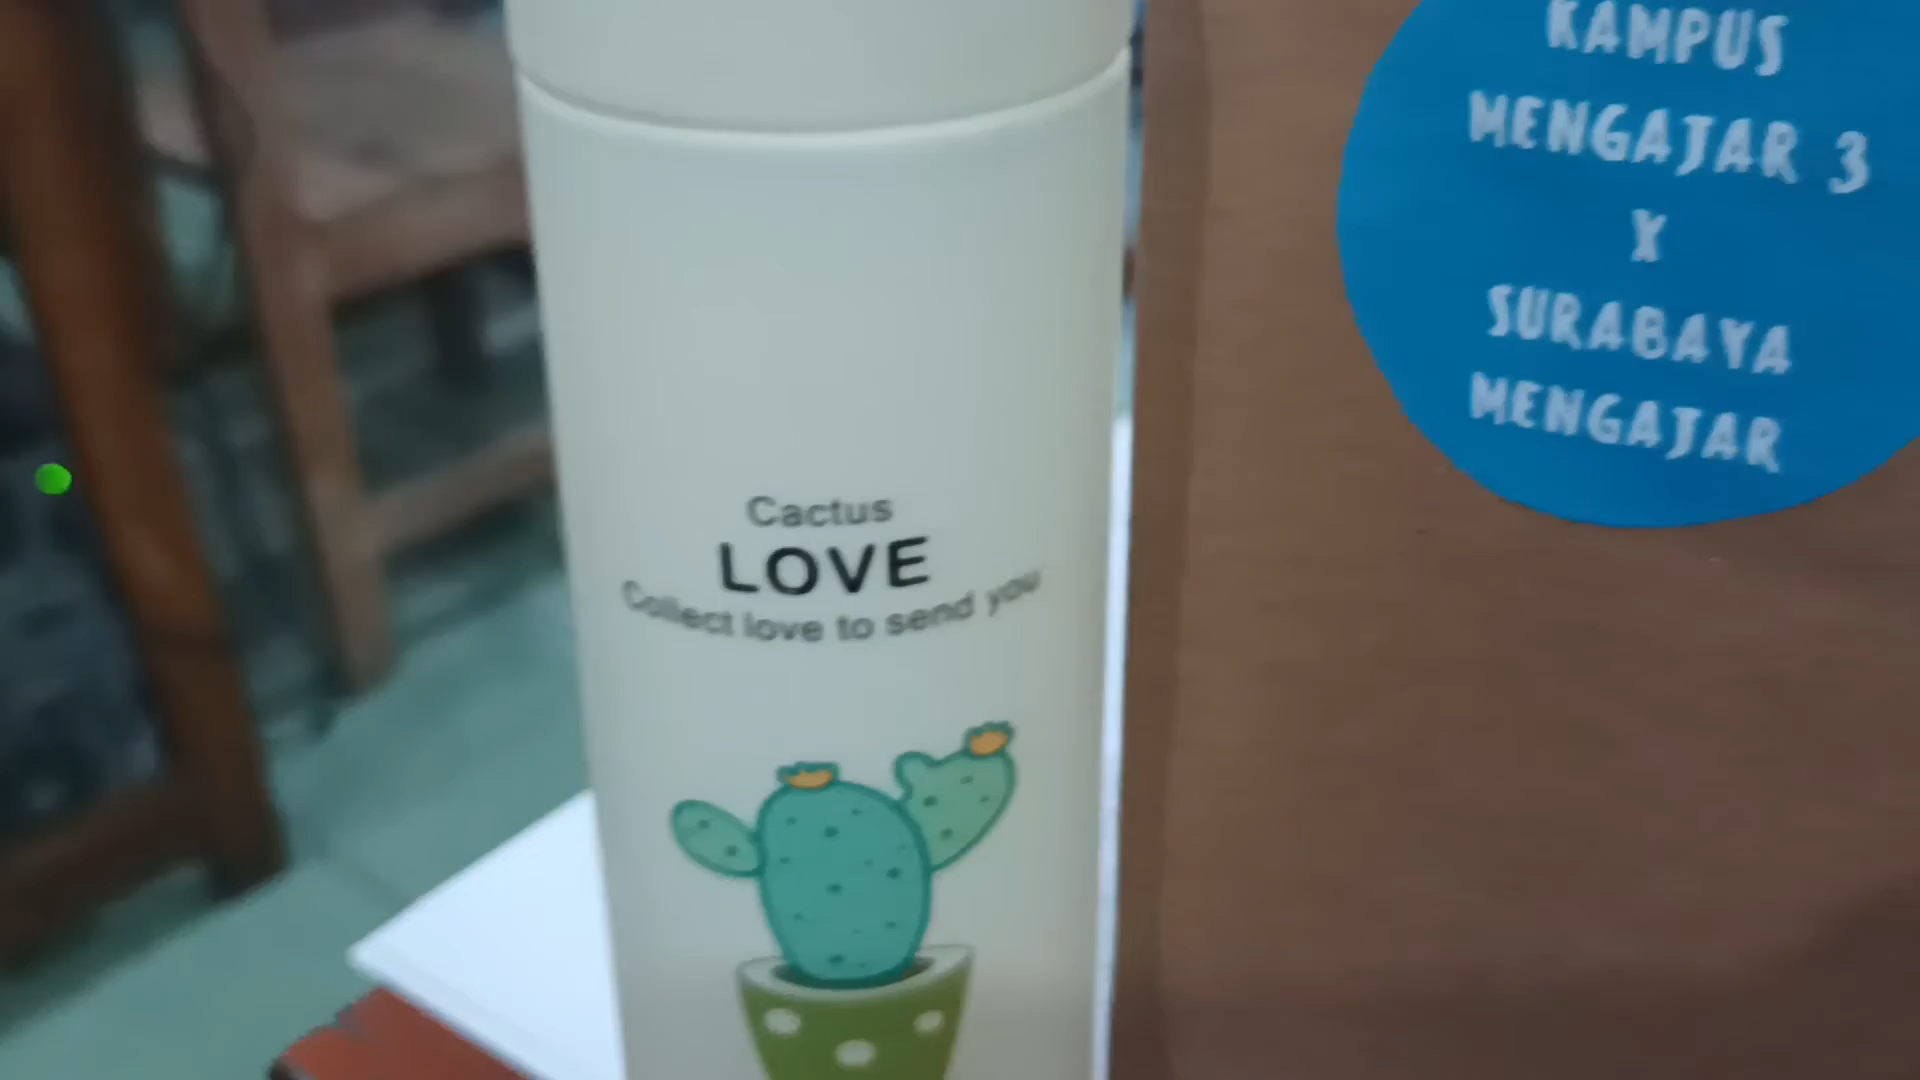 Cactus
LOVE
Collect love to send you
KAMPUS
MENGAJAR 3
X
SURABAYA
MENGAJAR